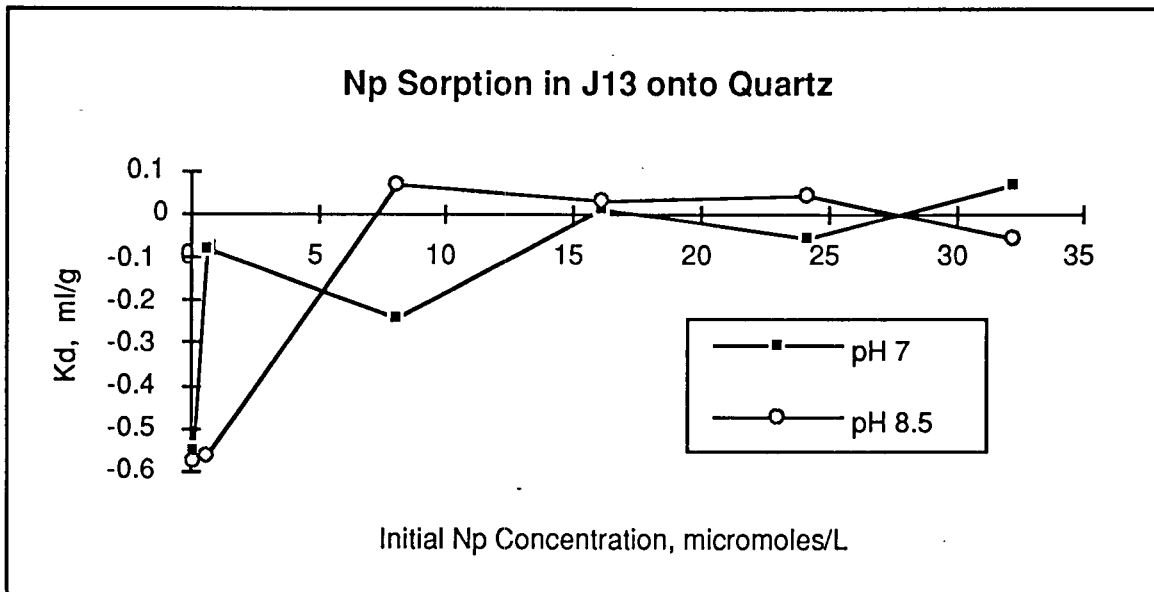 Np Sorption in J13 onto Quartz
0.1
0
-0.1
-0.2
-0.3
-0.4
-0.5
-0.6
0 5 10 15 20 25 30 35
Kd, ml/g
pH 7
pH 8.5
Initial Np Concentration, micromoles/L